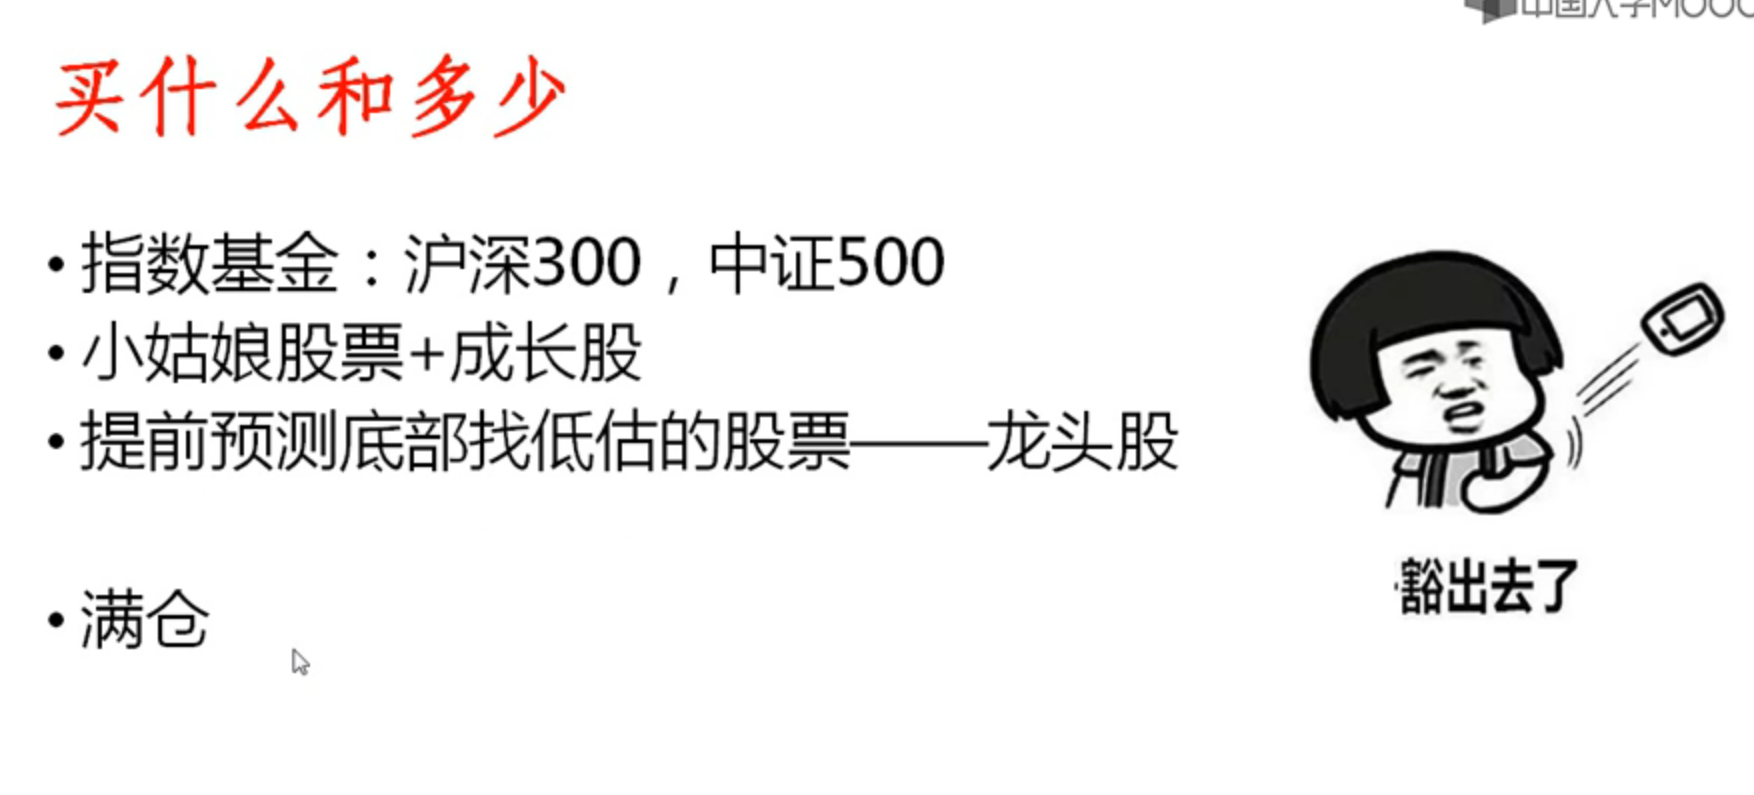 中国大学MOOC
买什么和多少
• 指数基金：沪深300，中证500
• 小姑娘股票+成长股
• 提前预测底部找低估的股票——龙头股
• 满仓
豁出去了